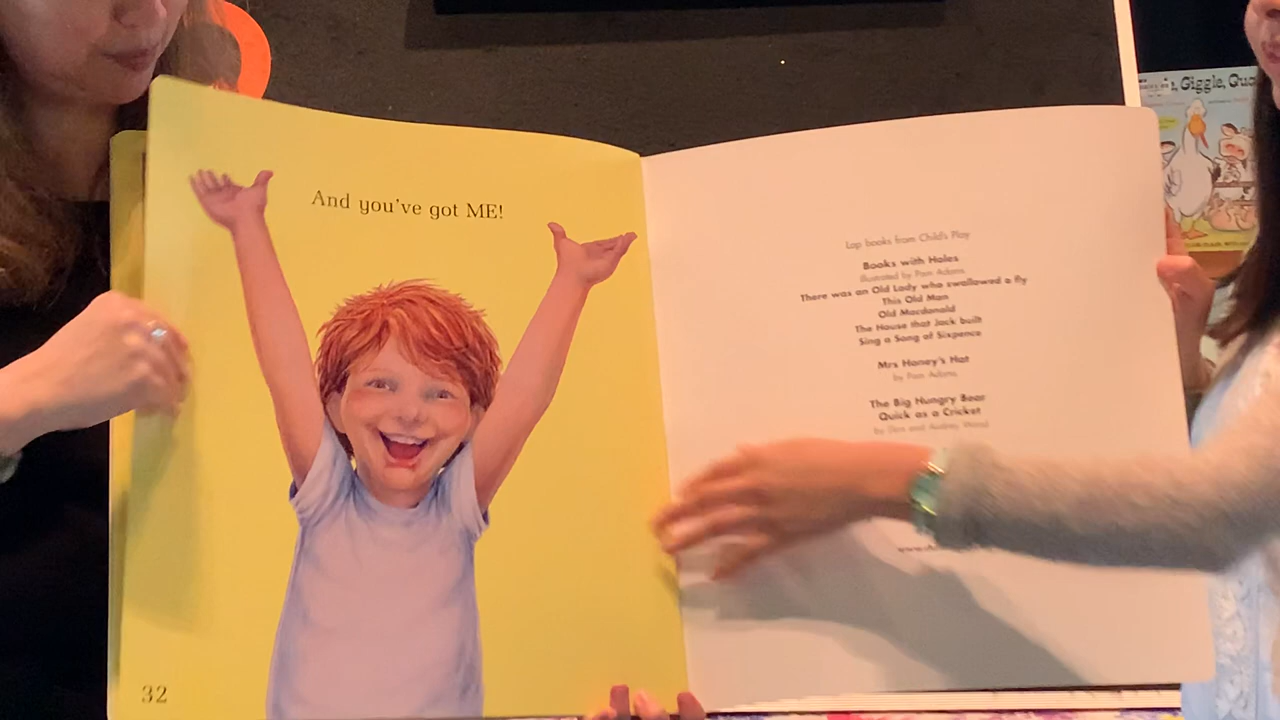 And you've got ME!
32
Lap books from Child's Play
Books with Holes
illustrated by Pam Adams
There was an Old Lady who swallowed a fly
This Old Man
Old Macdonald
The House that Jack built
Sing a Song of Sixpence
Mrs Honey's Hat
by Pam Adams
The Big Hungry Bear
Quick as a Cricket
by Don and Audrey Wood
Giggle,